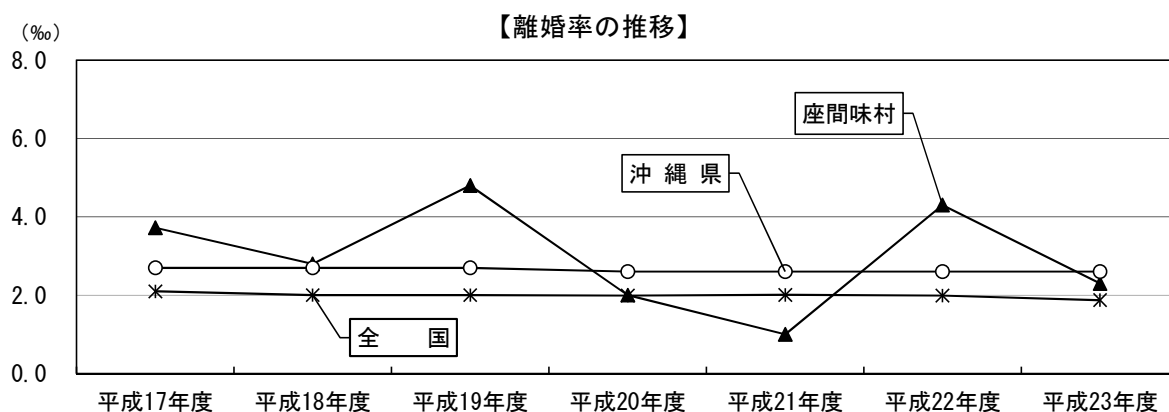 【離婚率の推移】
(‰)
8.0
6.0
4.0
2.0
0.0
座間味村
沖 縄 県
全 国
平成17年度 平成18年度 平成19年度 平成20年度 平成21年度 平成22年度 平成23年度